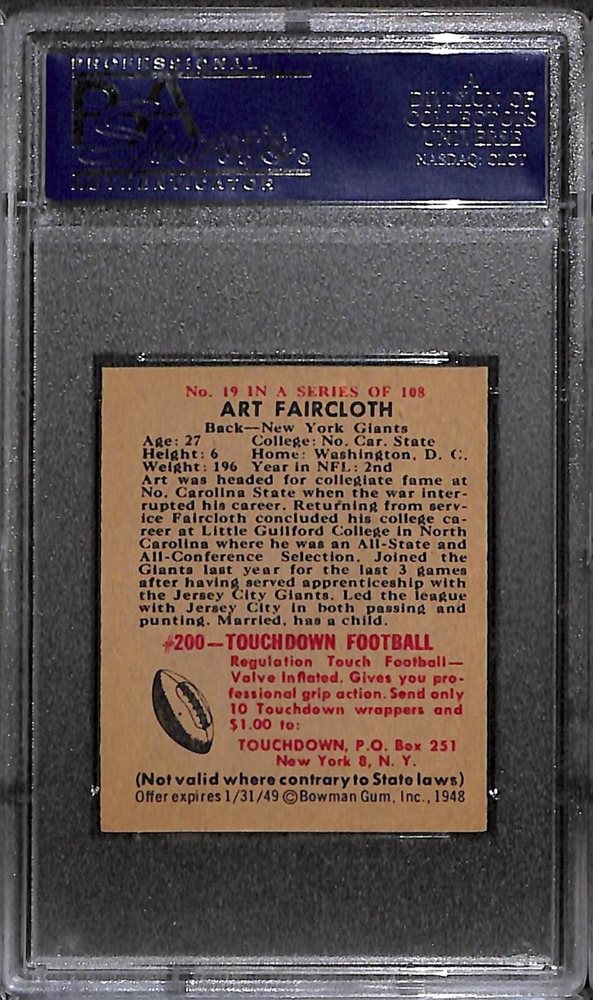 PROFESSIONAL
PSA
AUTHENTICATOR
A
DIVISION OF
COLLECTORS
UNIVERSE
NASDAQ: CLCT
No. 19 IN A SERIES OF 108
ART FAIRCLOTH
Back—New York Giants
Age: 27 College: No. Car. State
Height: 6 Home: Washington, D. C.
Weight: 196 Year in NFL: 2nd
Art was headed for collegiate fame at
No. Carolina State when the war inter-
rupted his career. Returning from serv-
ice Faircloth concluded his college ca-
reer at Little Guilford College in North
Carolina where he was an All-State and
All-Conference Selection. Joined the
Giants last year for the last 3 games
after having served apprenticeship with
the Jersey City Giants. Led the league
with Jersey City in both passing and
punting. Married, has a child.
#200—TOUCHDOWN FOOTBALL
Regulation Touch Football—
Valve Inflated. Gives you pro-
fessional grip action. Send only
10 Touchdown wrappers and
$1.00 to:
TOUCHDOWN, P.O. Box 251
New York 8, N. Y.
(Not valid where contrary to State laws)
Offer expires 1/31/49 ©Bowman Gum, Inc., 1948